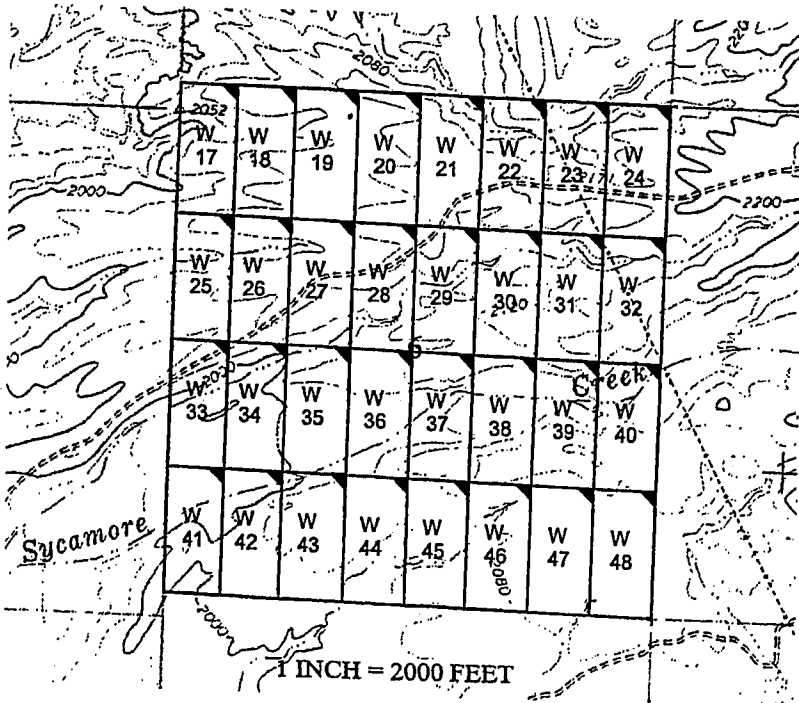 220
2080
2052
W W W W W W W W
17 18 19 20 21 22 23 24
2000
2200
W W W W W W W W
25 26 27 28 29 30 31 32
Creek
W W W W W W W W
33 34 35 36 37 38 39 40
Sycamore
W W W W W W W W
41 42 43 44 45 46 47 48
2080
2000
1 INCH = 2000 FEET